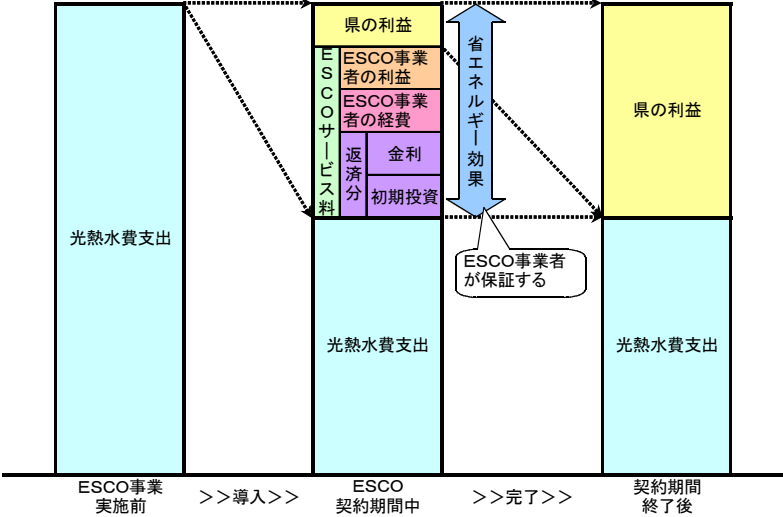 光熱水費支出
県の利益
ESCOサービス料
ESCO事業
者の利益
ESCO事業
者の経費
返済分
金利
初期投資
光熱水費支出
省エネルギー効果
ESCO事業者
が保証する
県の利益
光熱水費支出
ESCO事業
実施前
>>導入>>
ESCO
契約期間中
>>完了>>
契約期間
終了後